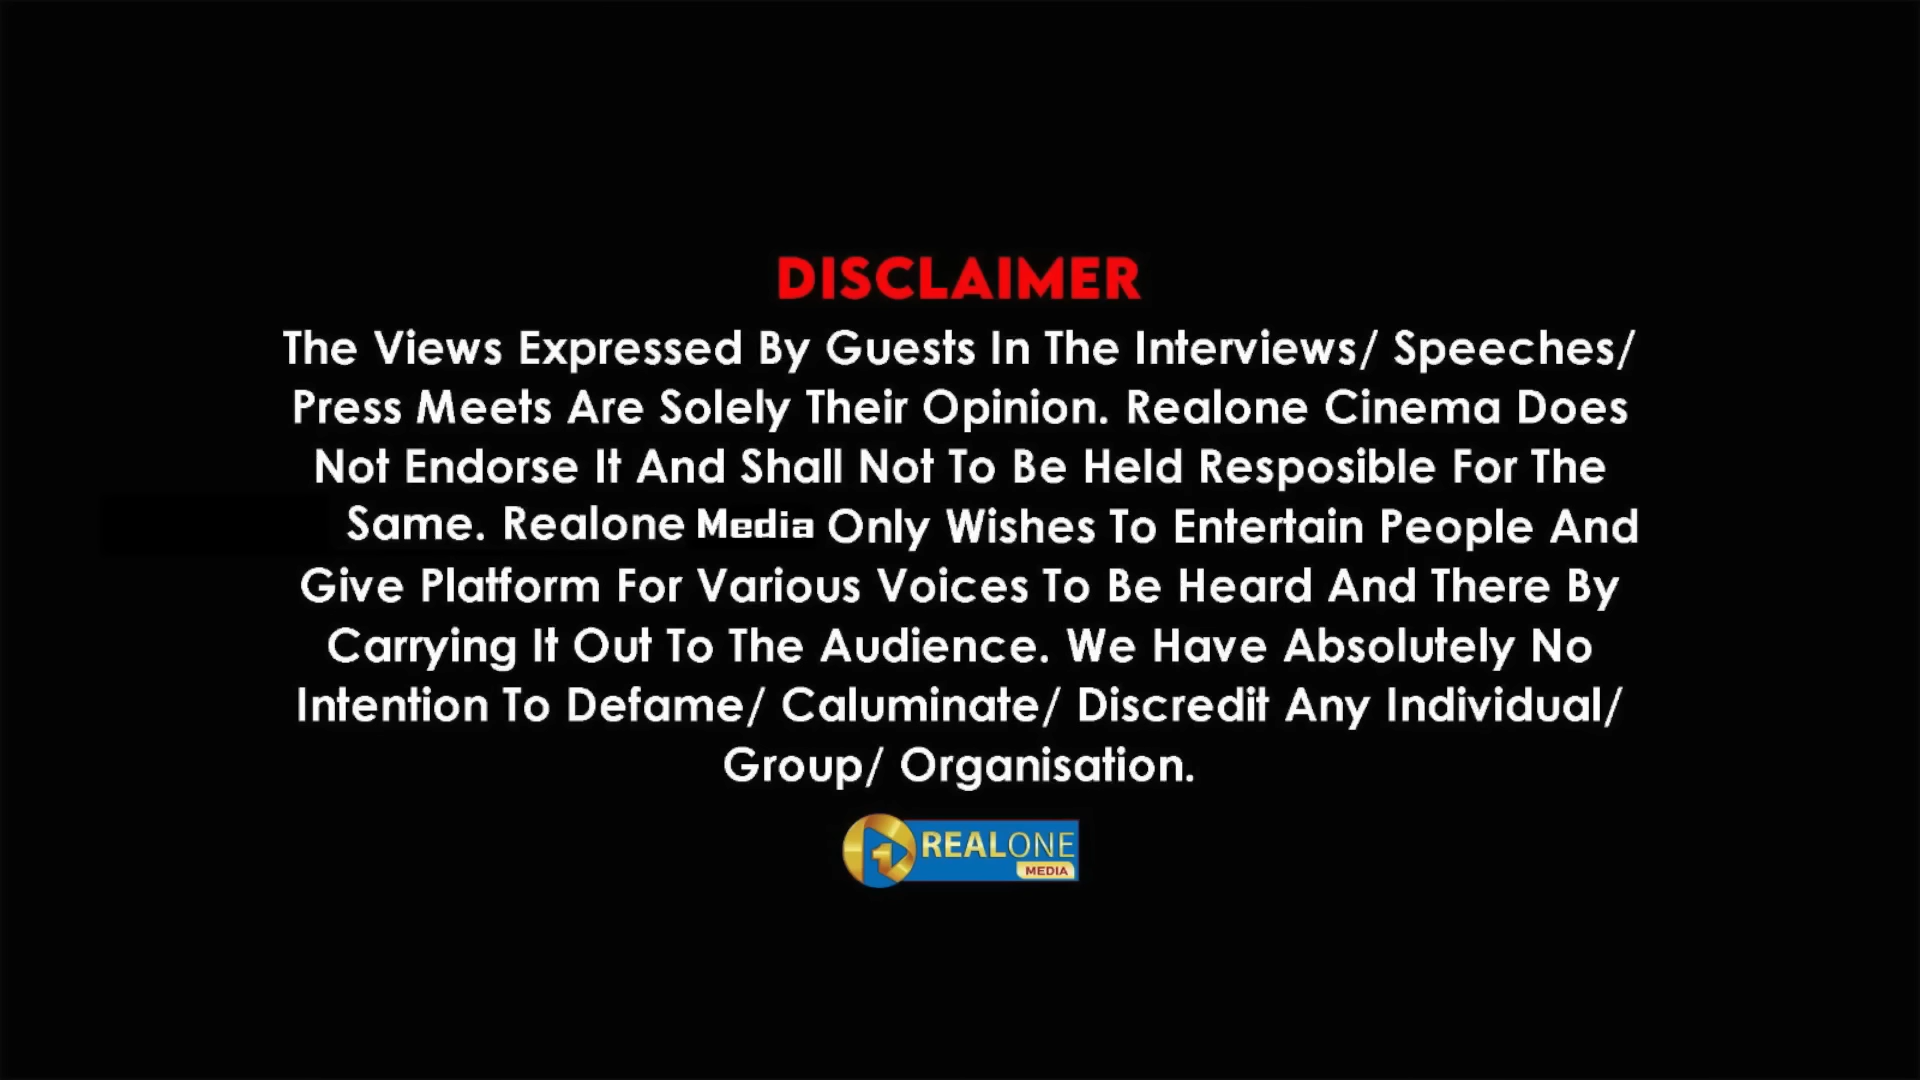 DISCLAIMER
The Views Expressed By Guests In The Interviews/ Speeches/
Press Meets Are Solely Their Opinion. Realone Cinema Does
Not Endorse It And Shall Not To Be Held Resposible For The
Same. Realone Media Only Wishes To Entertain People And
Give Platform For Various Voices To Be Heard And There By
Carrying It Out To The Audience. We Have Absolutely No
Intention To Defame/ Caluminate/ Discredit Any Individual/
Group/ Organisation.
1 REALONE
MEDIA